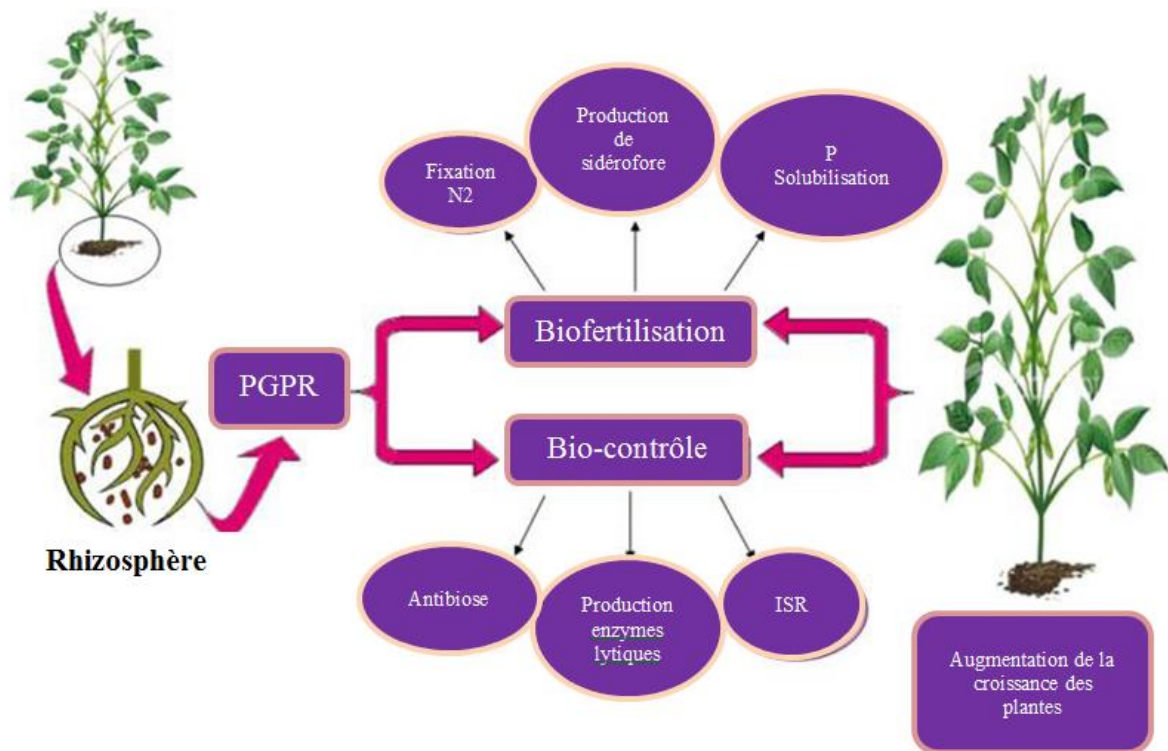 Fixation
N2
Production
de
sidérofore
P
Solubilisation
Biofertilisation
PGPR
Bio-contrôle
Rhizosphère
Antibiose
Production
enzymes
lytiques
ISR
Augmentation de la
croissance des
plantes